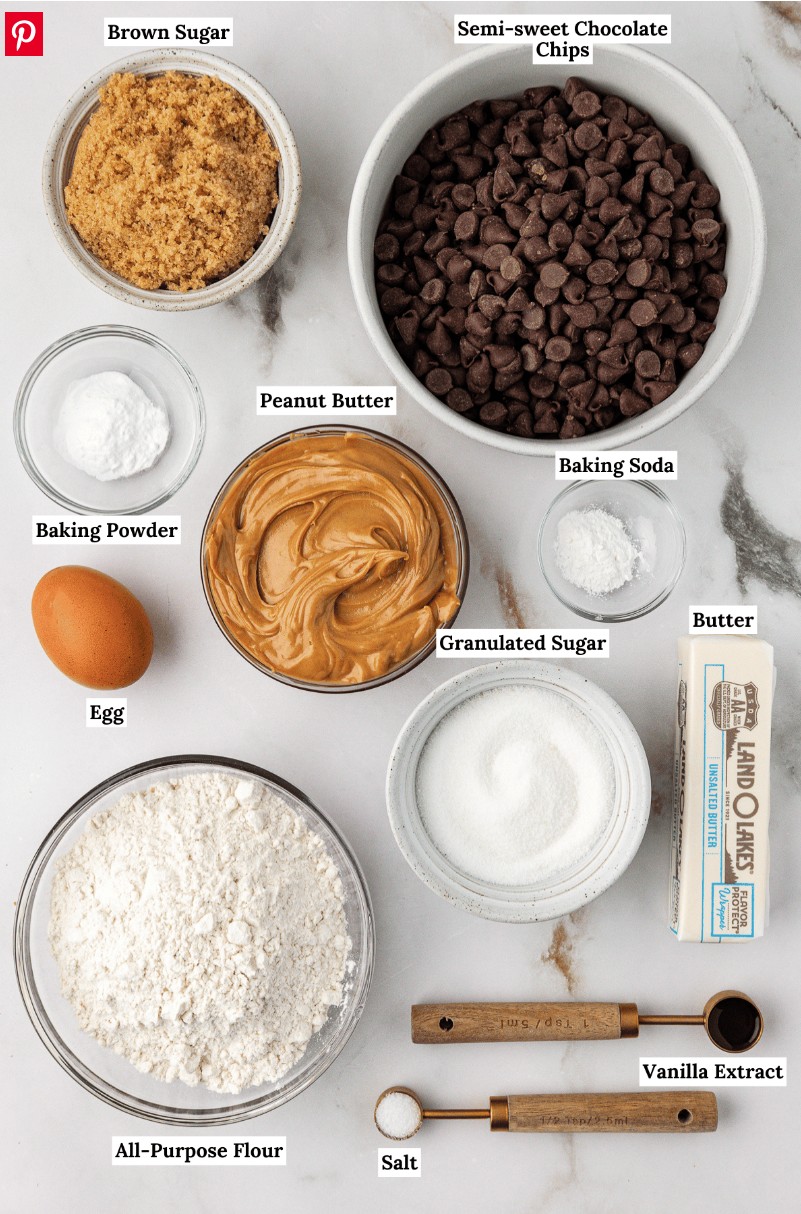 Brown Sugar
Semi-sweet Chocolate
Chips
Peanut Butter
Baking Soda
Baking Powder
Butter
Granulated Sugar
Egg
USDA
AA
LAND O LAKES
SINCE 1921
UNSALTED BUTTER
FLAVOR
PROTECT
Wrapper
1 Tsp/5ml
Vanilla Extract
1/2 Tsp/2.5ml
All-Purpose Flour
Salt